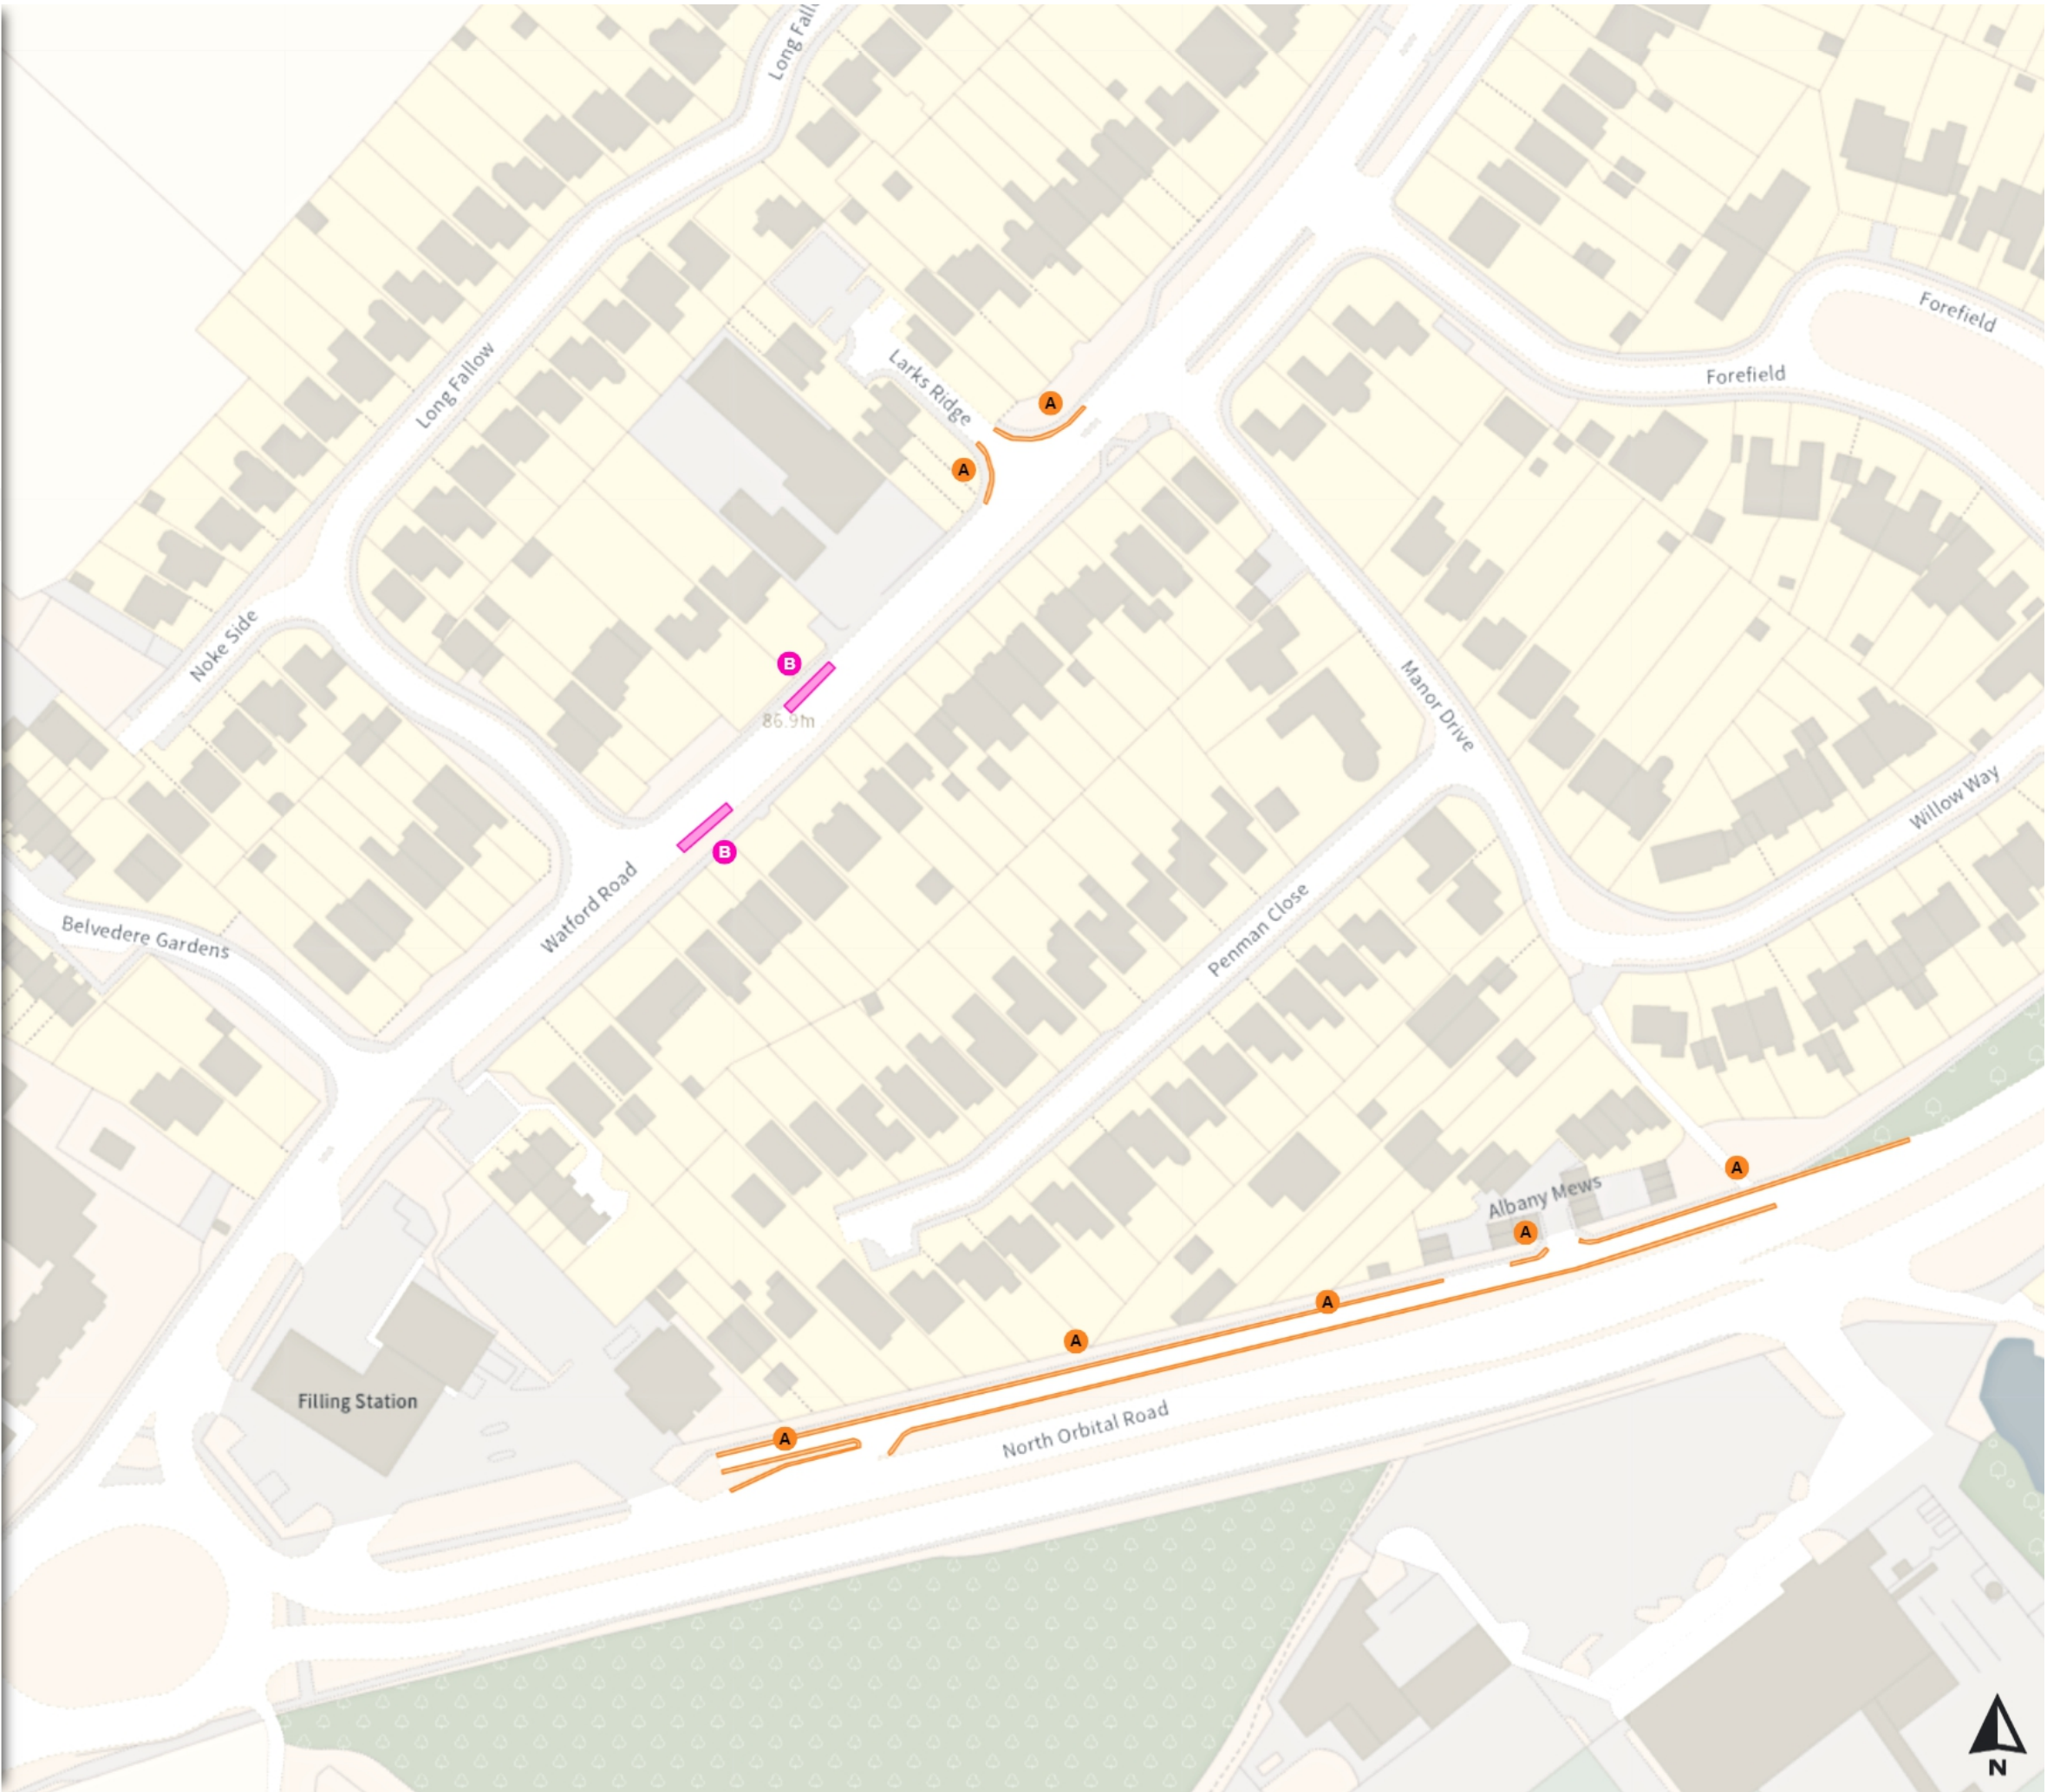 Long Fall
Long Fallow
Larks Ridge
Forefield
Forefield
A
A
Noke Side
B
86.9m
Manor Drive
B
Willow Way
Watford Road
Belvedere Gardens
Penman Close
A
Albany Mews
A
A
A
Filling Station
North Orbital Road
A
N